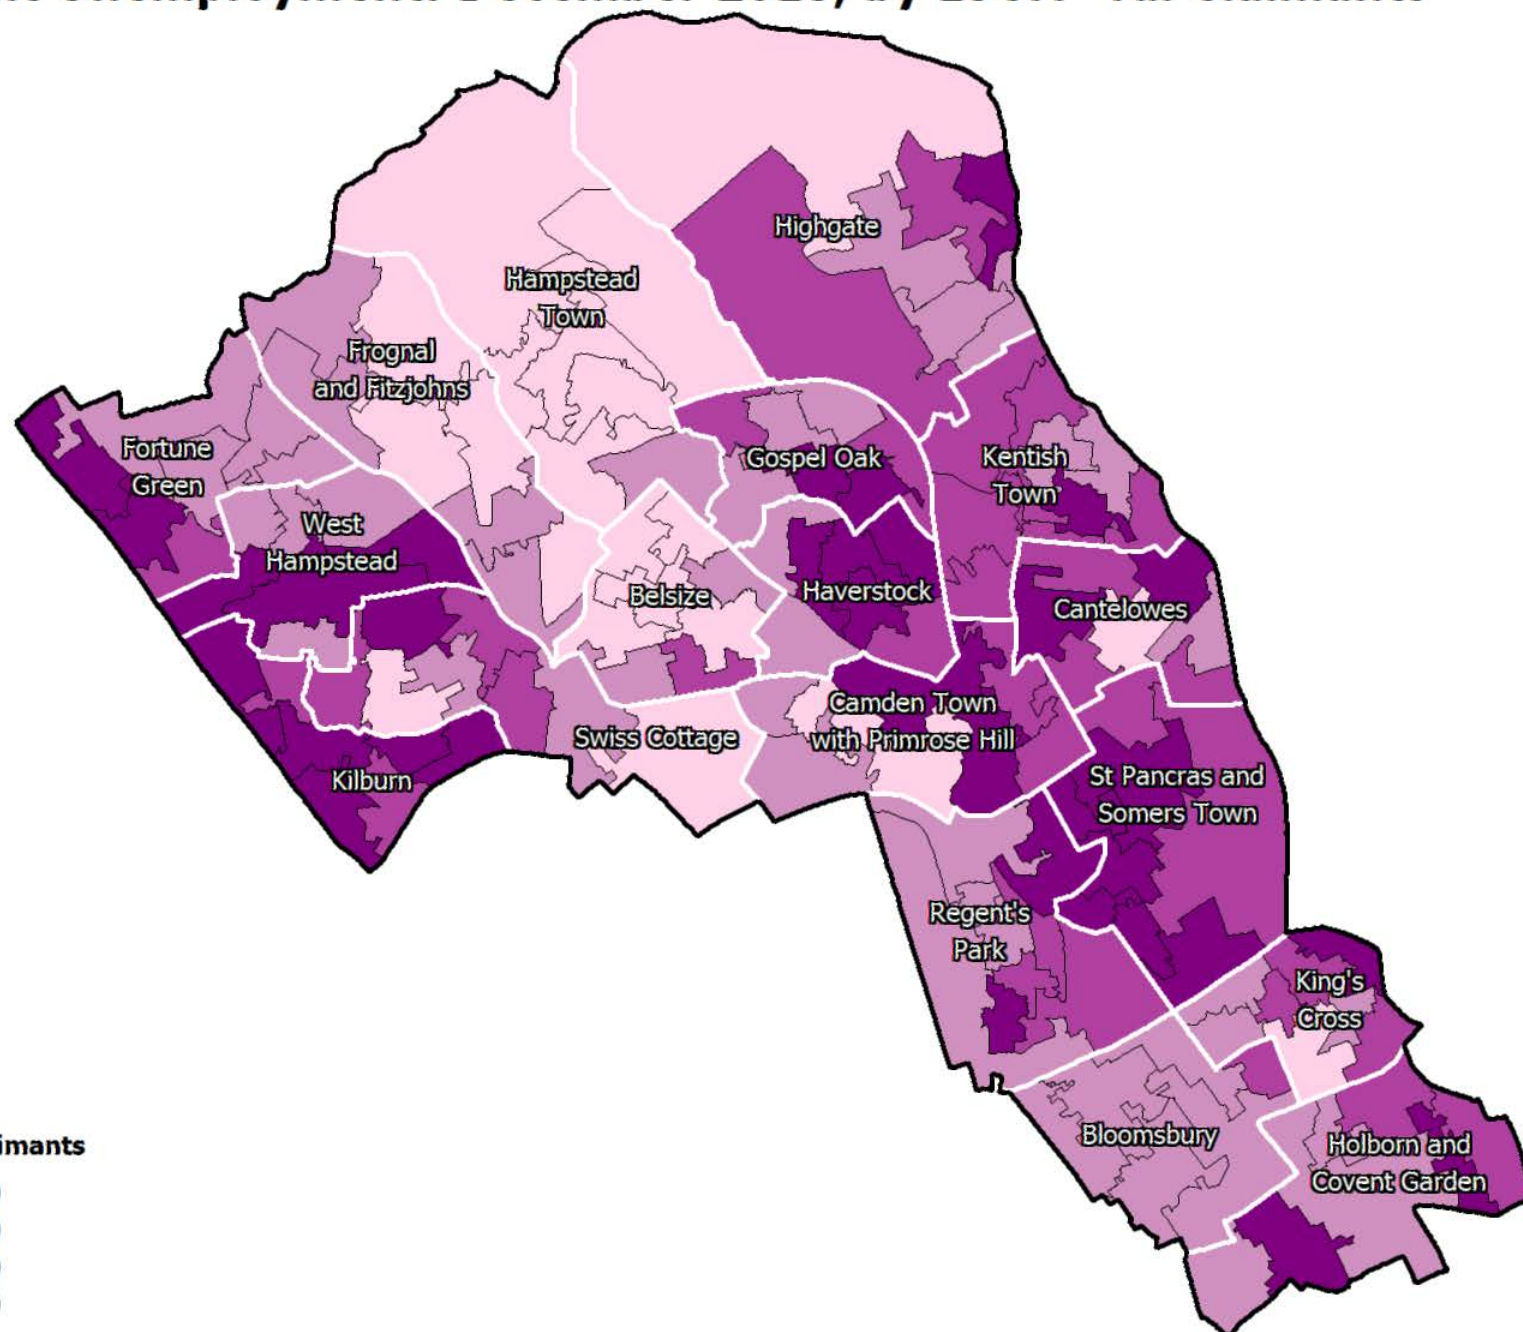 Highgate
Hampstead
Town
Frognal
and Fitzjohns
Fortune
Green
Gospel Oak
Kentish
Town
West
Hampstead
Belsize
Haverstock
Cantelowes
Camden Town
with Primrose Hill
Swiss Cottage
Kilburn
St Pancras and
Somers Town
Regent's
Park
King's
Cross
Bloomsbury
Holborn and
Covent Garden
imants